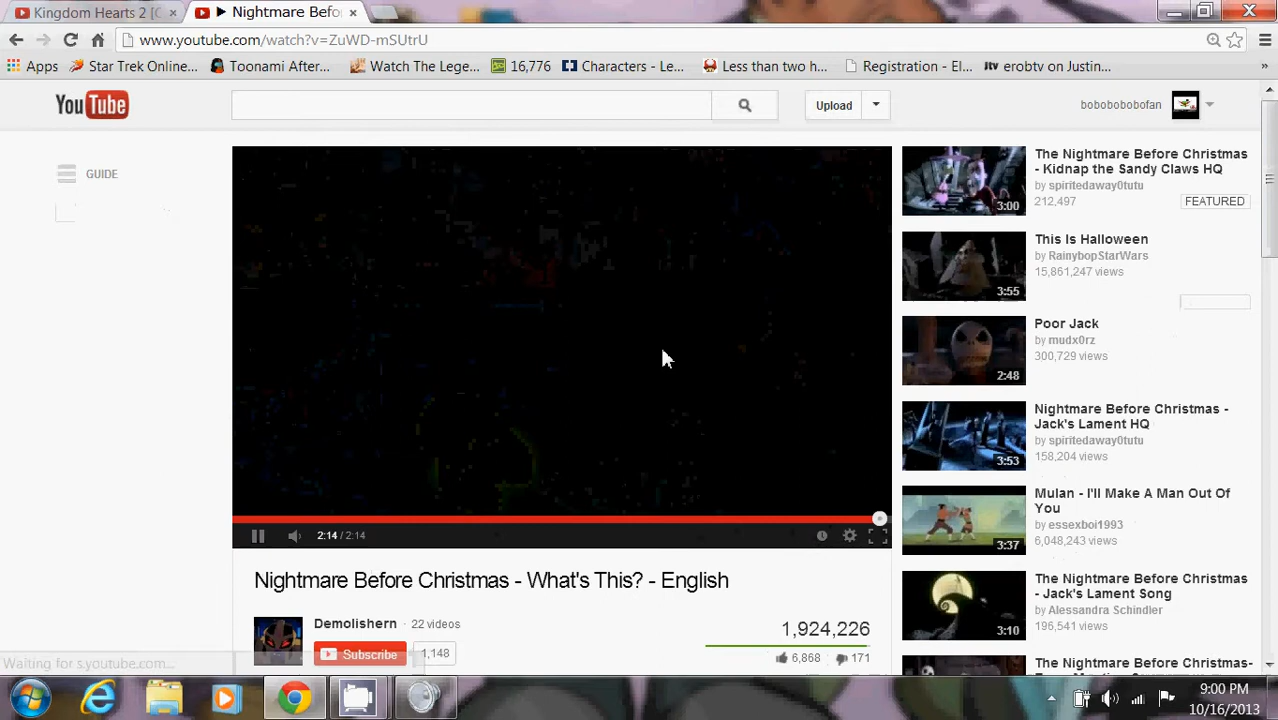 Kingdom Hearts 2 [C
Nightmare Befo
www.youtube.com/watch?v=ZuWD-mSUtrU
Apps
Star Trek Online...
Toonami After...
Watch The Lege...
16,776
Characters - Le...
Less than two h...
Registration - El...
jtv erobtv on Justin...
»
You Tube
Upload
bobobobobofan
GUIDE
The Nightmare Before Christmas
- Kidnap the Sandy Claws HQ
by spiritedaway0tutu
212,497
FEATURED
3:00
This Is Halloween
by RainybopStarWars
15,861,247 views
3:55
Poor Jack
by mudx0rz
300,729 views
2:48
Nightmare Before Christmas -
Jack's Lament HQ
by spiritedaway0tutu
158,204 views
3:53
Mulan - I'll Make A Man Out Of
You
by essexboi1993
6,048,243 views
3:37
The Nightmare Before Christmas
- Jack's Lament Song
by Alessandra Schindler
196,541 views
3:10
The Nightmare Before Christmas-
2:14 / 2:14
Nightmare Before Christmas - What's This? - English
Demolishern · 22 videos
Subscribe 1,148
1,924,226
6,868 171
Waiting for s.youtube.com...
9:00 PM
10/16/2013